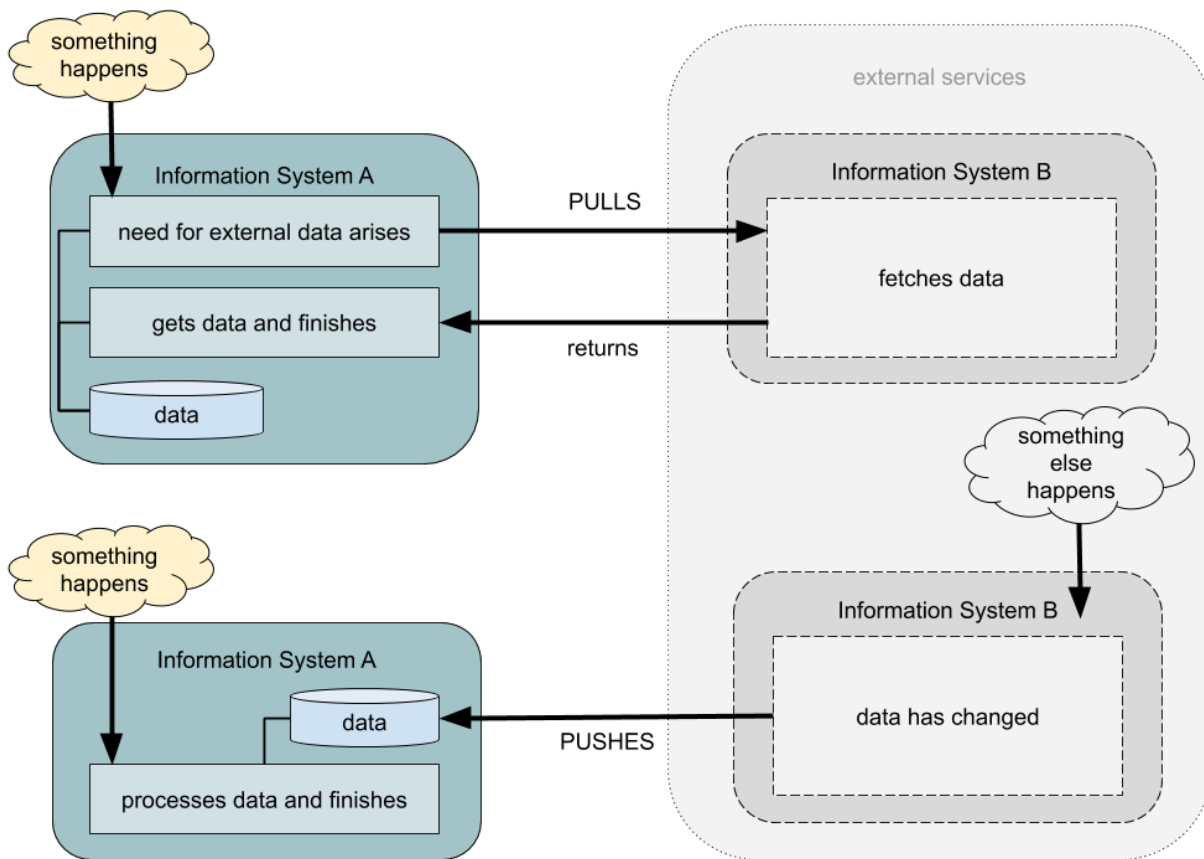 something
happens
external services
Information System A
Information System B
need for external data arises
PULLS
fetches data
gets data and finishes
returns
data
something
else
happens
something
happens
Information System B
Information System A
data
PUSHES
data has changed
processes data and finishes